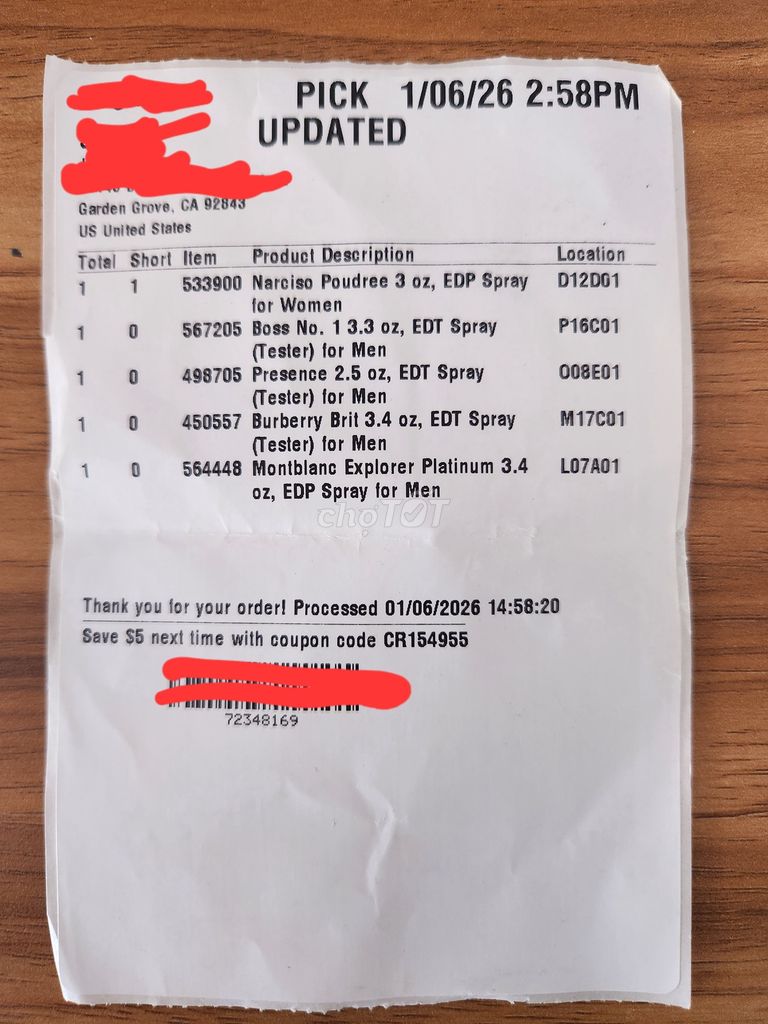 PICK 1/06/26 2:58PM
UPDATED
Garden Grove, CA 92843
US United States
Total Short Item Product Description Location
1 1 533900 Narciso Poudree 3 oz, EDP Spray D12D01
for Women
1 0 567205 Boss No. 1 3.3 oz, EDT Spray P16C01
(Tester) for Men
1 0 498705 Presence 2.5 oz, EDT Spray O08E01
(Tester) for Men
1 0 450557 Burberry Brit 3.4 oz, EDT Spray M17C01
(Tester) for Men
1 0 564448 Montblanc Explorer Platinum 3.4 L07A01
oz, EDP Spray for Men
chợTỐT
Thank you for your order! Processed 01/06/2026 14:58:20
Save $5 next time with coupon code CR154955
72348169